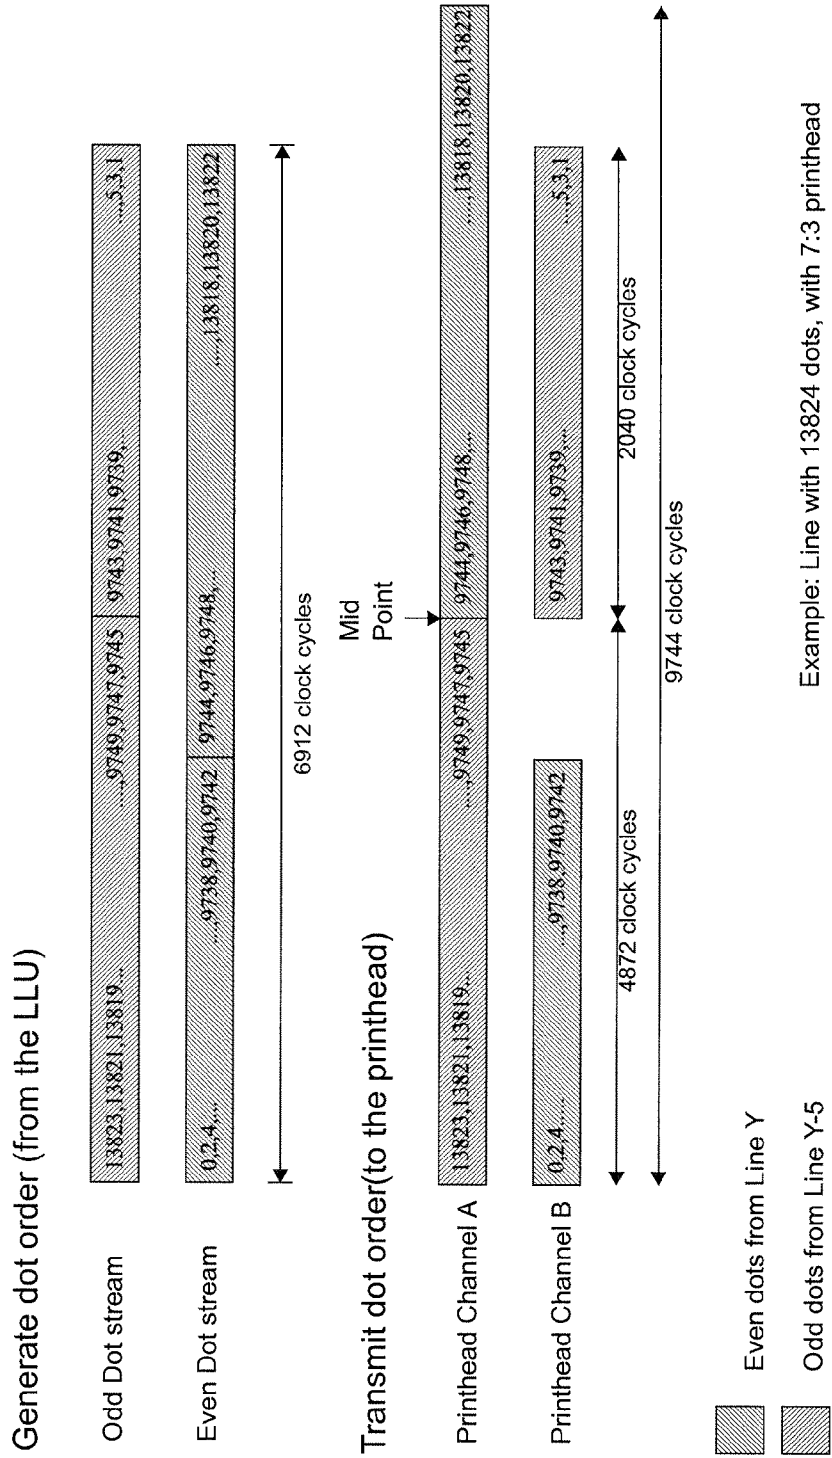 Generate dot order (from the LLU)
Odd Dot stream
13823,13821,13819...
....,9749,9747,9745
9743,9741,9739,...
...,5,3,1
Even Dot stream
0,2,4,...
...,9738,9740,9742
9744,9746,9748,...
....,13818,13820,13822
6912 clock cycles
Transmit dot order(to the printhead)
Mid
Point
Printhead Channel A
13823,13821,13819...
....,9749,9747,9745
9744,9746,9748,...
......13818,13820,13822
Printhead Channel B
0,2,4.....
...,9738,9740,9742
9743,9741,9739,...
...,5,3,1
4872 clock cycles
2040 clock cycles
9744 clock cycles
Even dots from Line Y
Odd dots from Line Y-5
Example: Line with 13824 dots, with 7:3 printhead